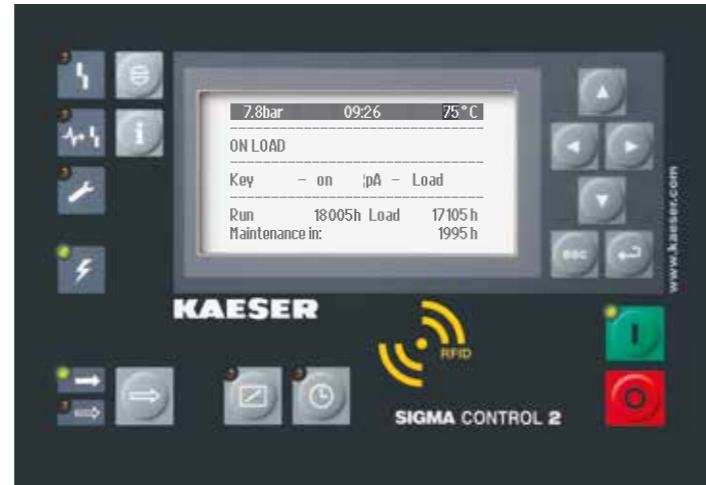 7.8bar 09:26 75°C
ON LOAD
Key – on ¦pA – Load
Run 18005h Load 17105h
Maintenance in: 1995h
esc
www.kaeser.com
KAESER
RFID
I
SIGMA CONTROL 2
O